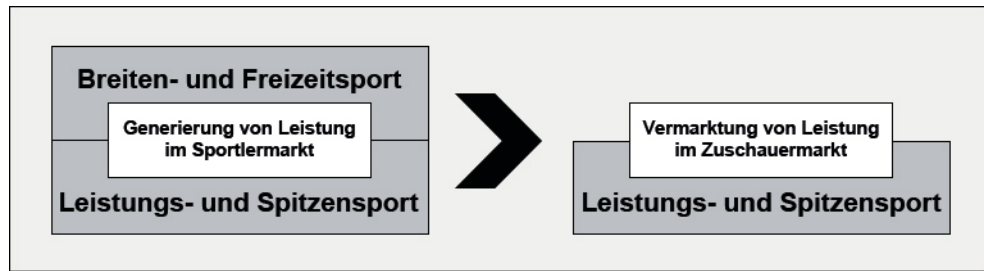 Breiten- und Freizeitsport
Generierung von Leistung
im Sportlermarkt
Leistungs- und Spitzensport
Vermarktung von Leistung
im Zuschauermarkt
Leistungs- und Spitzensport